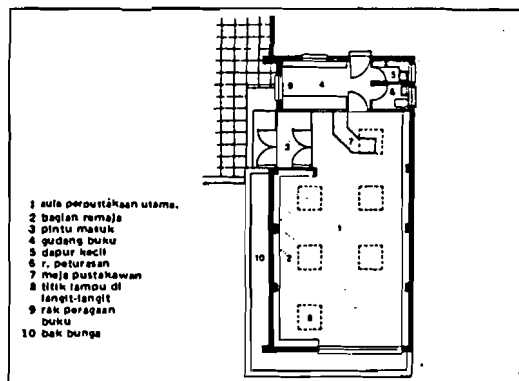 1 aula perpustakaan utama.
2 bagian remaja
3 pintu masuk
4 gudang buku
5 dapur kecil
6 r. peturasan
7 meja pustakawan
8 titik lampu di
langit-langit
9 rak peragaan
buku
10 bak bunga
9
4
5
6
3
7
1
2
10
8